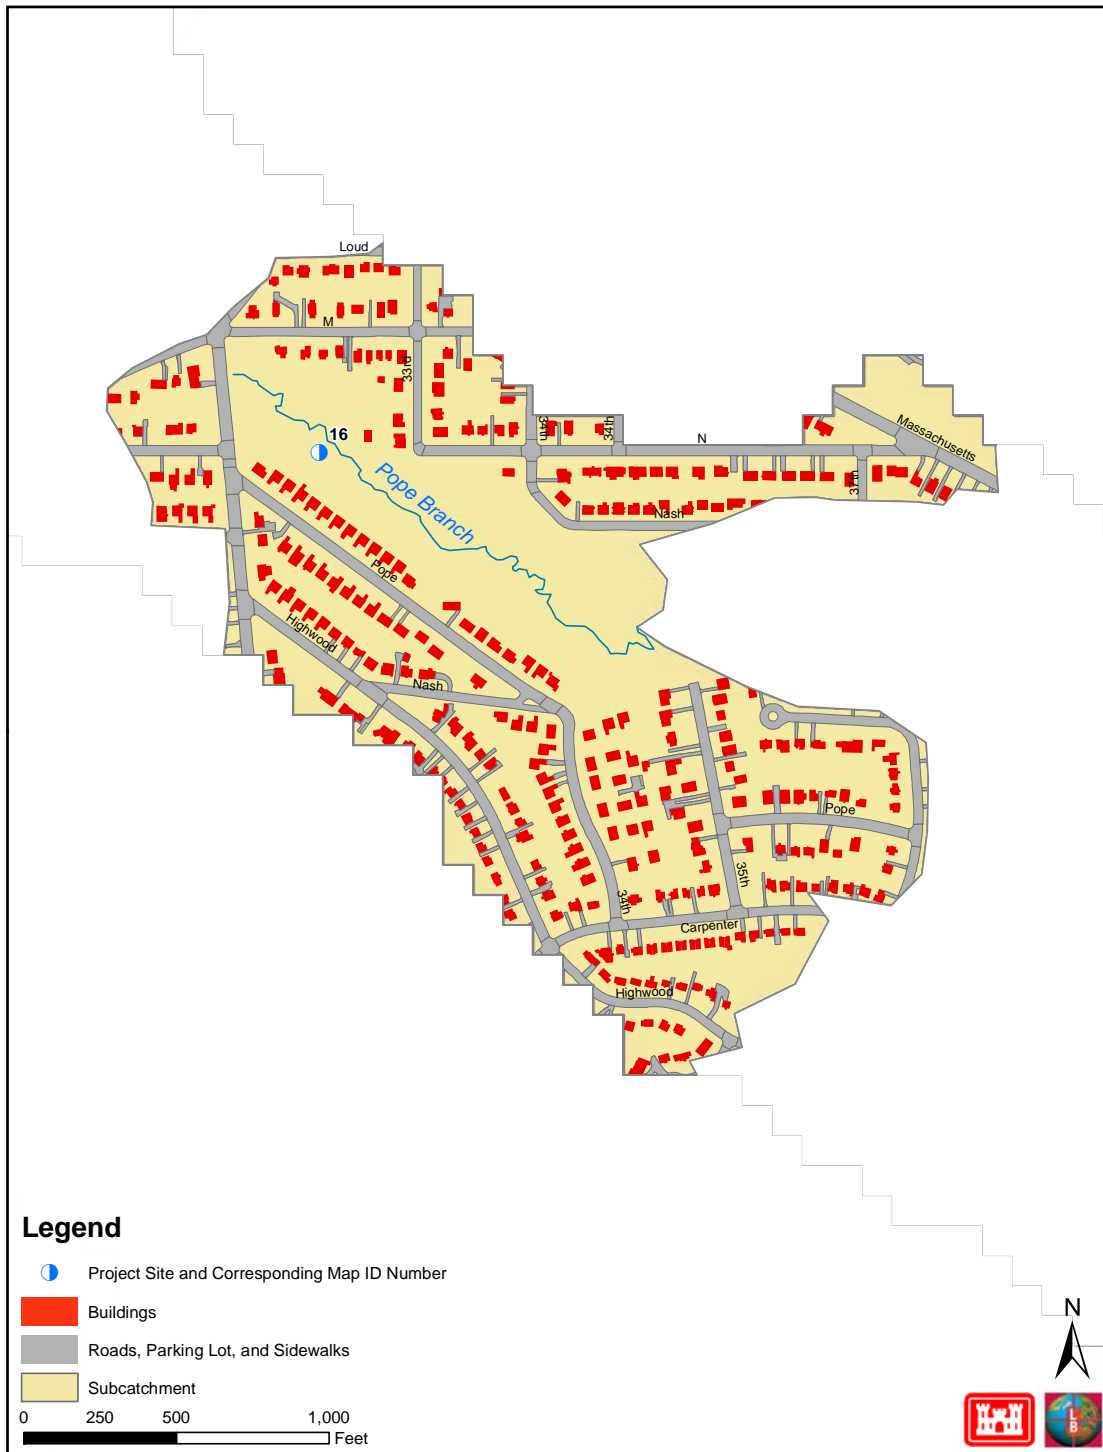 Loud
M
33rd
16
34th
34th
N
Massachusetts
37th
Pope Branch
Nash
Pope
Highwood
Nash
Pope
35th
34th
Carpenter
Highwood
Legend
Project Site and Corresponding Map ID Number
Buildings
Roads, Parking Lot, and Sidewalks
Subcatchment
0 250 500 1,000
Feet
N
L
B